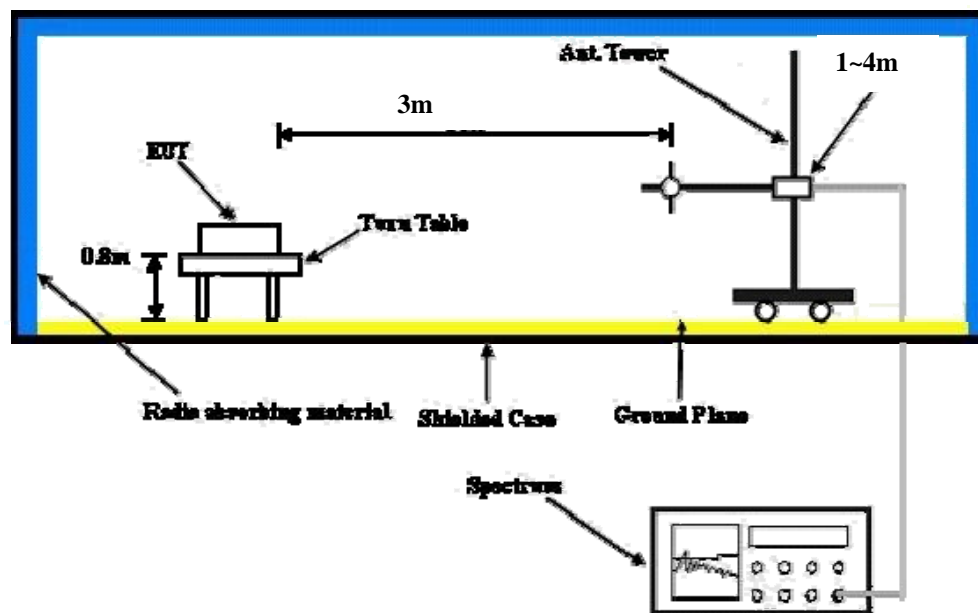 Ant. Tower
1~4m
3m
EUT
Turn Table
0.8m
Radio absorbing material
Shielded Case
Ground Plane
Spectrum